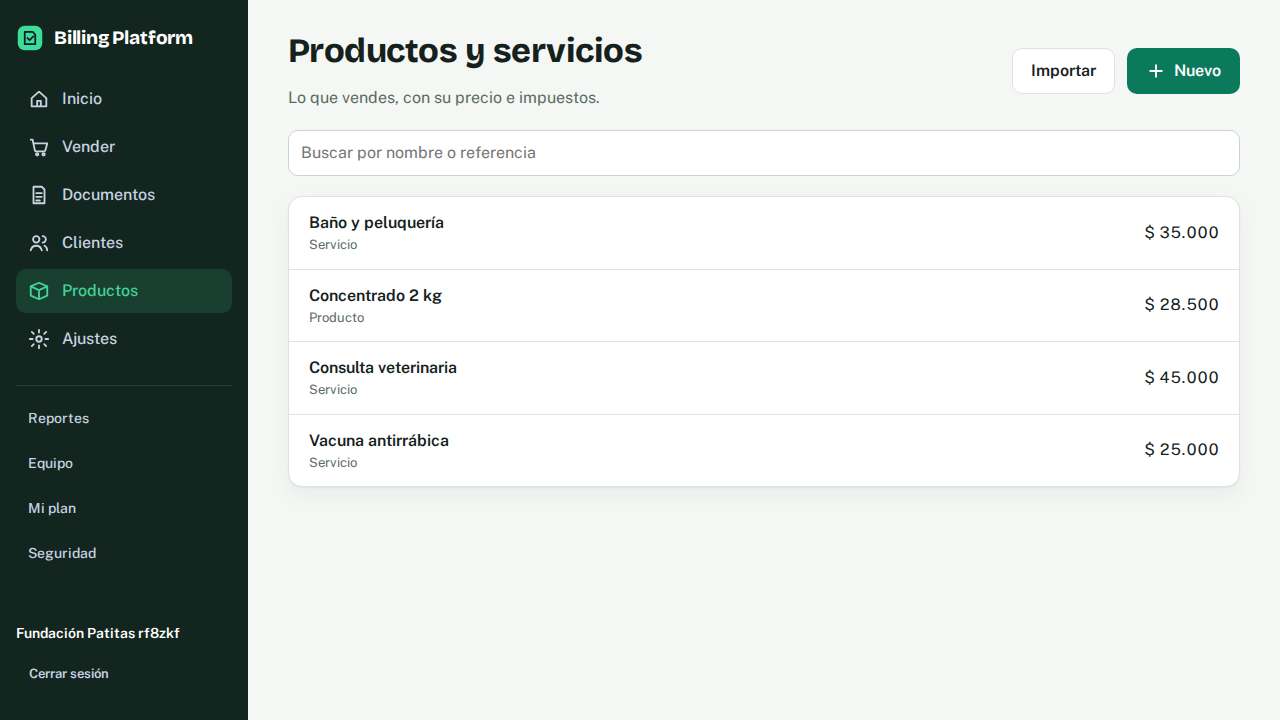 Billing Platform
Inicio
Vender
Documentos
Clientes
Productos
Ajustes
Reportes
Equipo
Mi plan
Seguridad
Fundación Patitas rf8zkf
Cerrar sesión
Productos y servicios
Lo que vendes, con su precio e impuestos.
Importar
Nuevo
Buscar por nombre o referencia
Baño y peluquería
Servicio
$ 35.000
Concentrado 2 kg
Producto
$ 28.500
Consulta veterinaria
Servicio
$ 45.000
Vacuna antirrábica
Servicio
$ 25.000